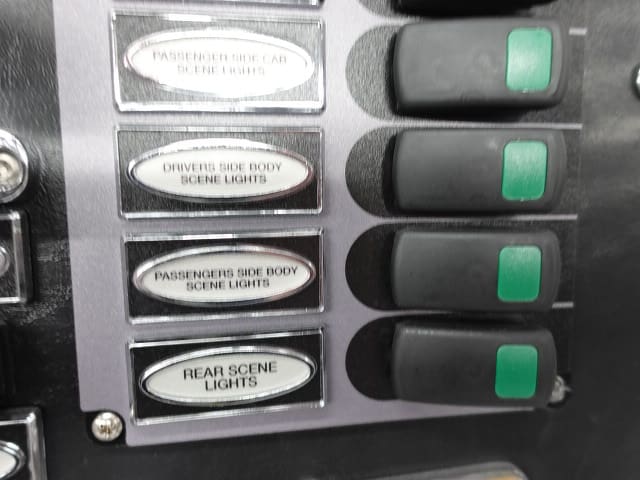 PASSENGER SIDE CAB
SCENE LIGHTS
DRIVERS SIDE BODY
SCENE LIGHTS
PASSENGERS SIDE BODY
SCENE LIGHTS
REAR SCENE
LIGHTS